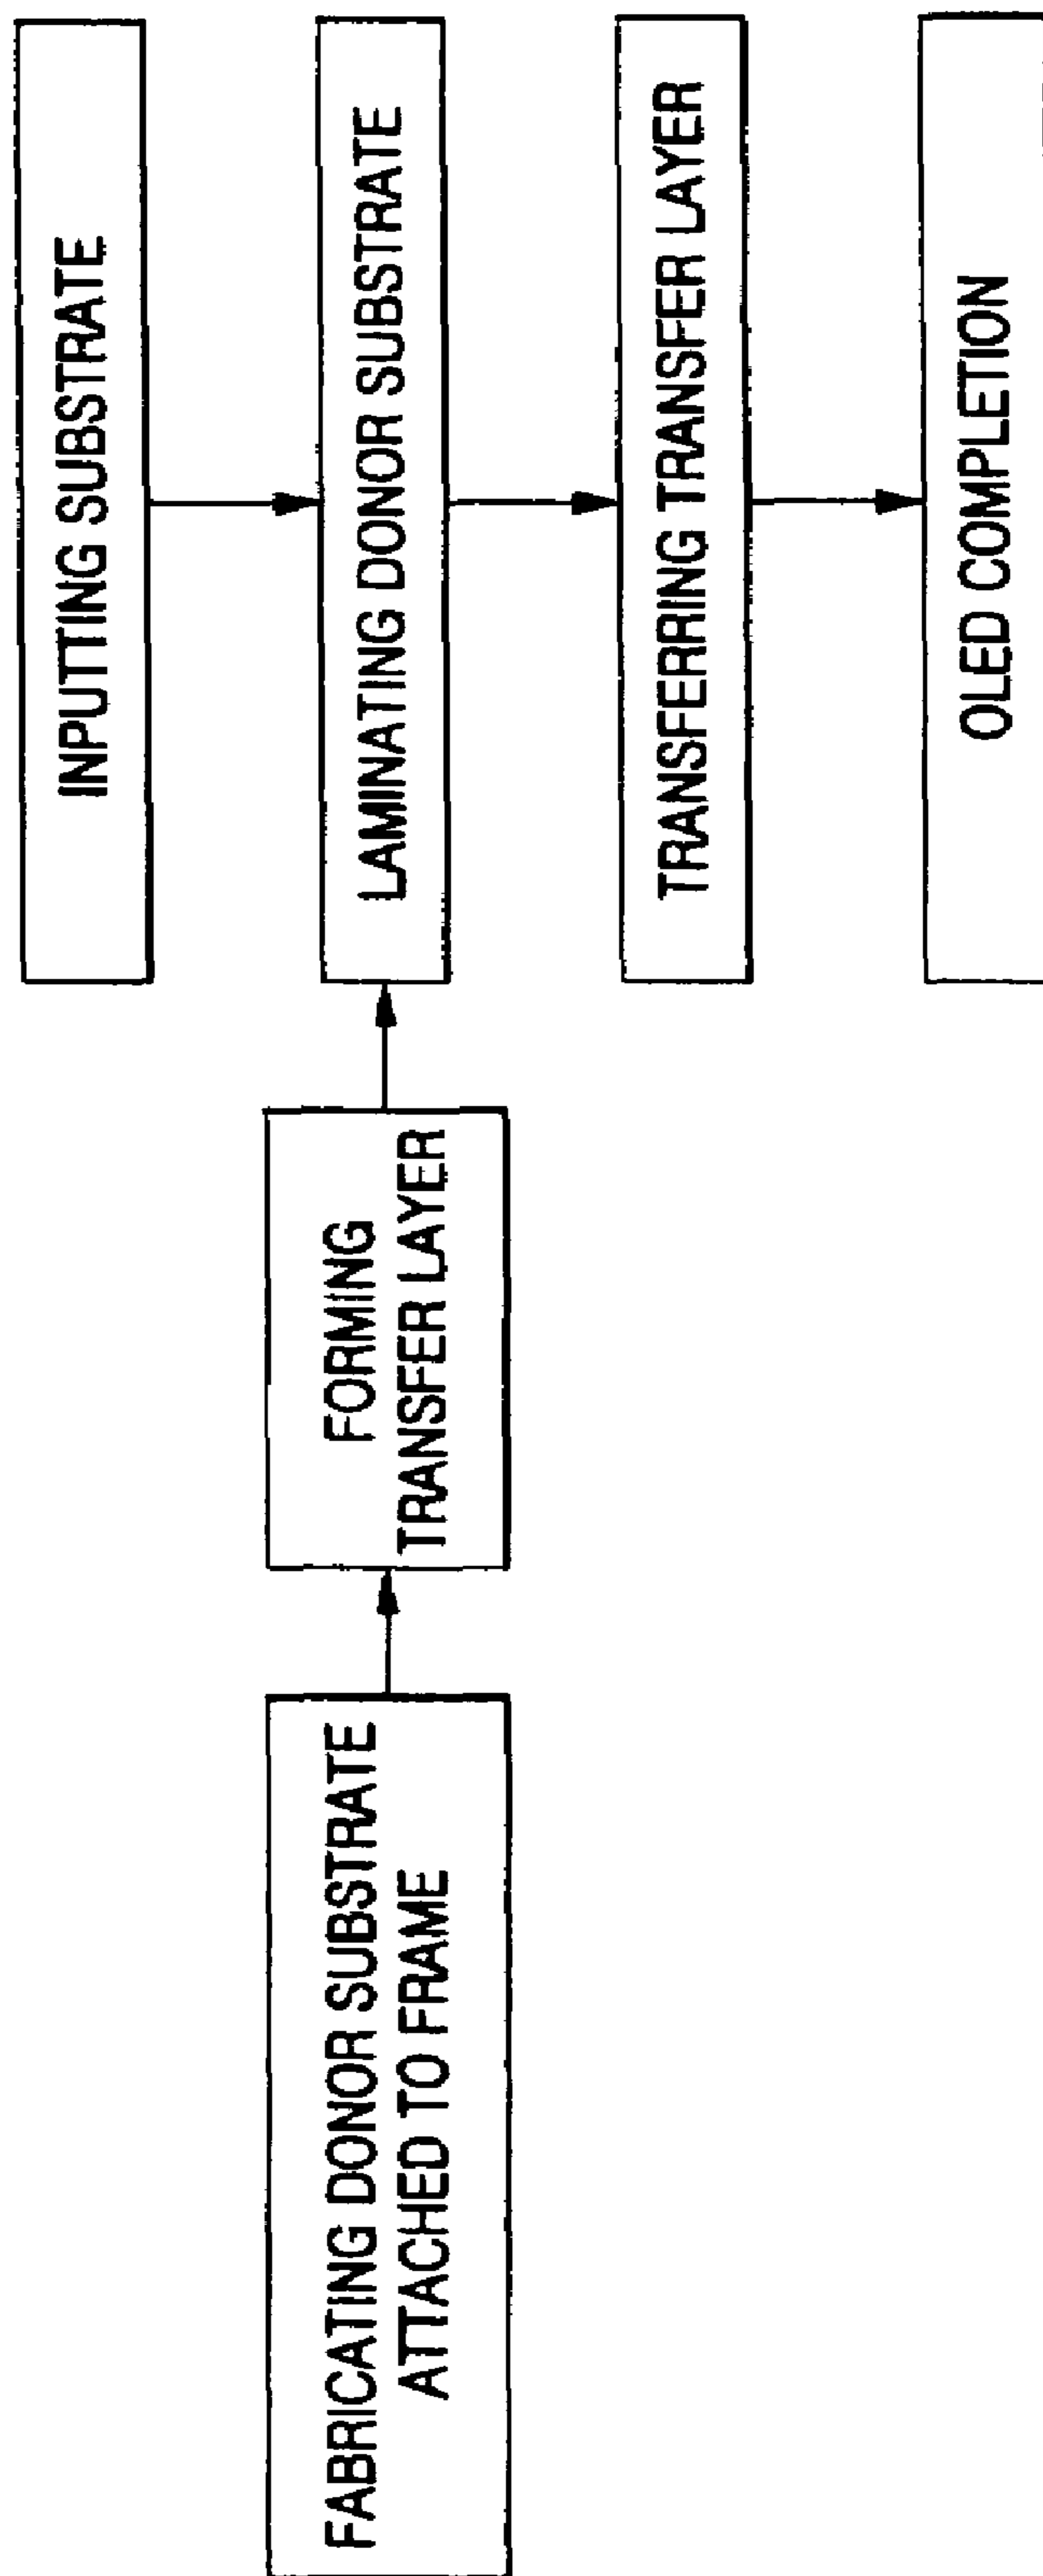 INPUTTING SUBSTRATE
FABRICATING DONOR SUBSTRATE
ATTACHED TO FRAME
FORMING
TRANSFER LAYER
LAMINATING DONOR SUBSTRATE
TRANSFERRING TRANSFER LAYER
OLED COMPLETION